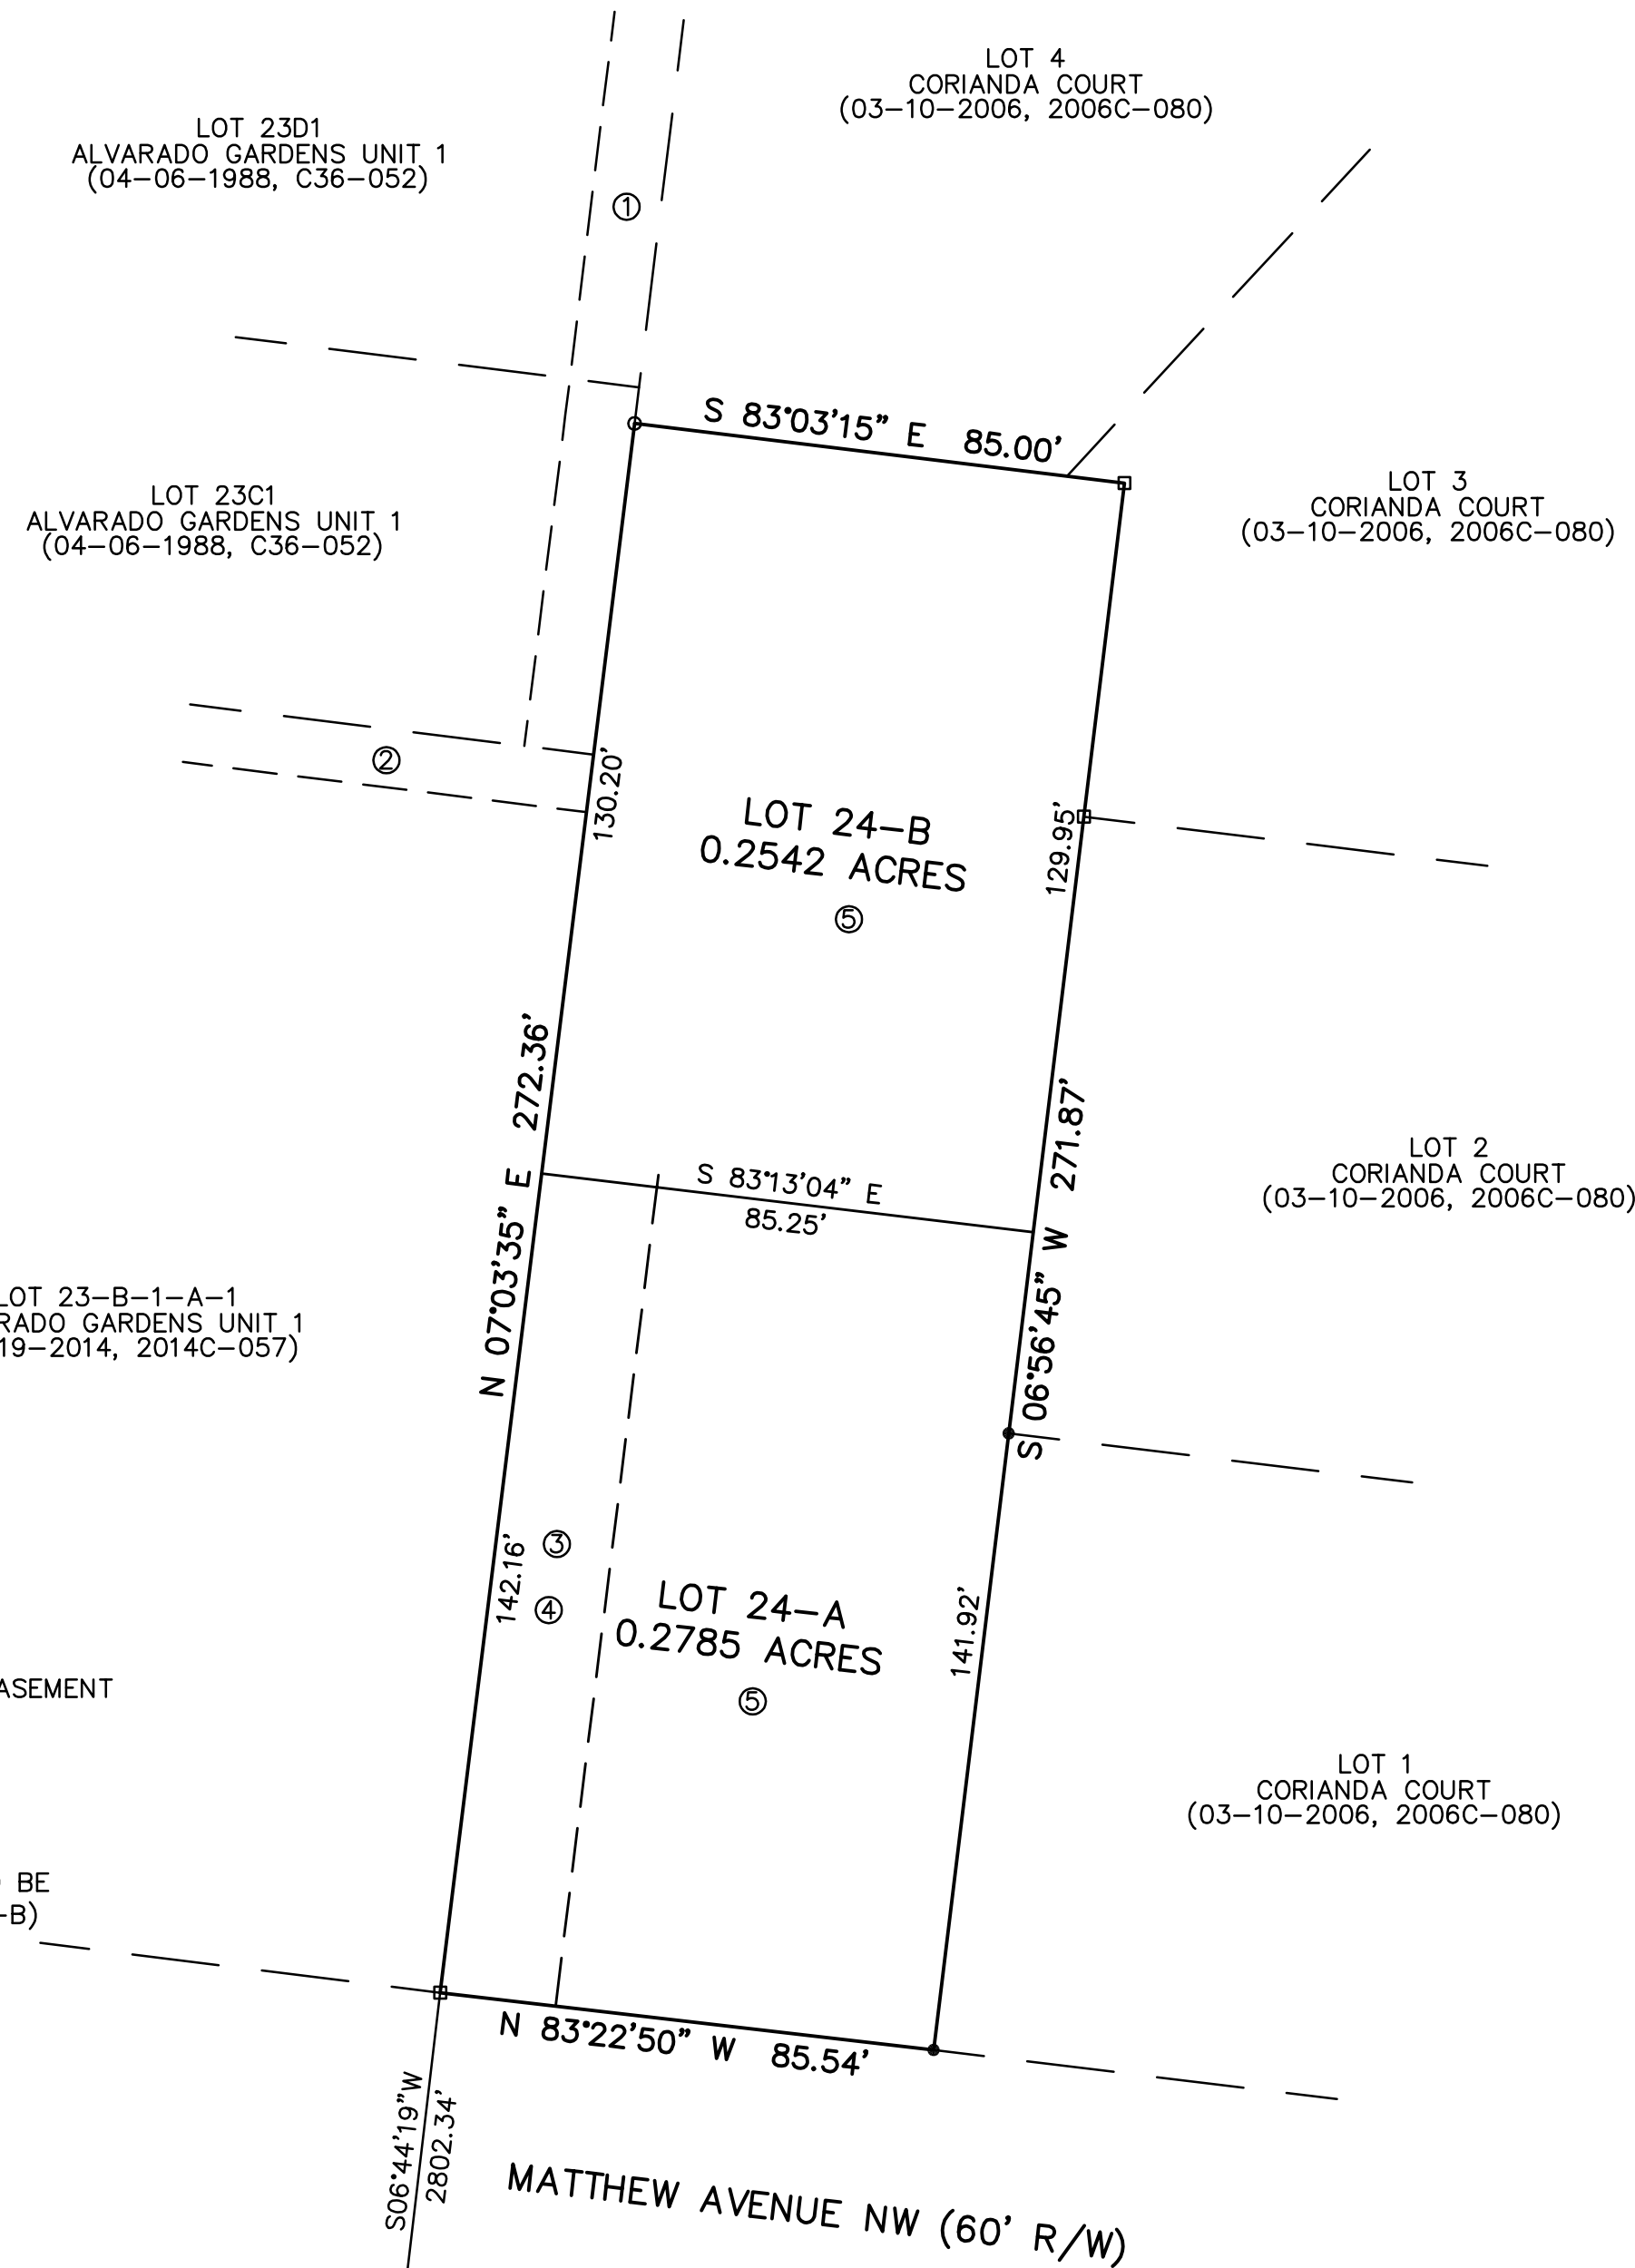 LOT 4
CORIANDA COURT
(03-10-2006, 2006C-080)
LOT 23D1
ALVARADO GARDENS UNIT 1
(04-06-1988, C36-052)
①
S 83°03'15" E 85.00'
LOT 3
CORIANDA COURT
(03-10-2006, 2006C-080)
LOT 23C1
ALVARADO GARDENS UNIT 1
(04-06-1988, C36-052)
②
130.20'
LOT 24-B
0.2542 ACRES
⑤
129.95'
N 07°03'35" E 272.36'
S 06°56'45" W 271.87'
S 83°13'04" E
85.25'
LOT 2
CORIANDA COURT
(03-10-2006, 2006C-080)
LOT 23-B-1-A-1
RADO GARDENS UNIT 1
19-2014, 2014C-057)
142.16'
③
④
LOT 24-A
0.2785 ACRES
⑤
141.92'
ASEMENT
LOT 1
CORIANDA COURT
(03-10-2006, 2006C-080)
BE
-B)
N 83°22'50" W 85.54'
S06°44'19"W
2802.34'
MATTHEW AVENUE NW (60' R/W)